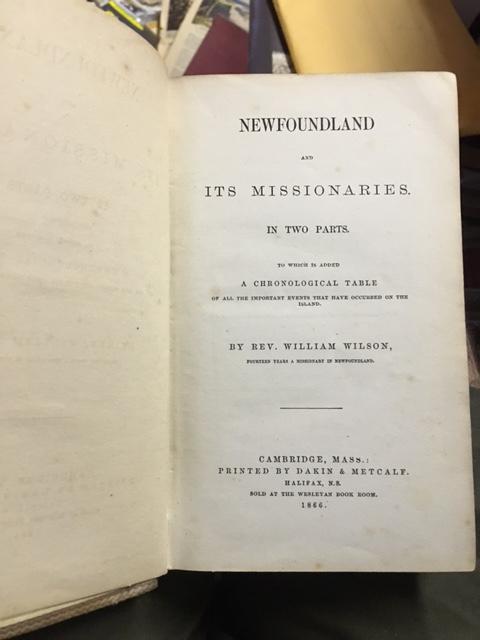 NEWFOUNDLAND
AND
ITS MISSIONARIES.
IN TWO PARTS.
TO WHICH IS ADDED
A CHRONOLOGICAL TABLE
OF ALL THE IMPORTANT EVENTS THAT HAVE OCCURRED ON THE
ISLAND.
BY REV. WILLIAM WILSON,
FOURTEEN YEARS A MISSIONARY IN NEWFOUNDLAND.
CAMBRIDGE, MASS.:
PRINTED BY DAKIN & METCALF.
HALIFAX, N.S.
SOLD AT THE WESLEYAN BOOK ROOM.
1866.